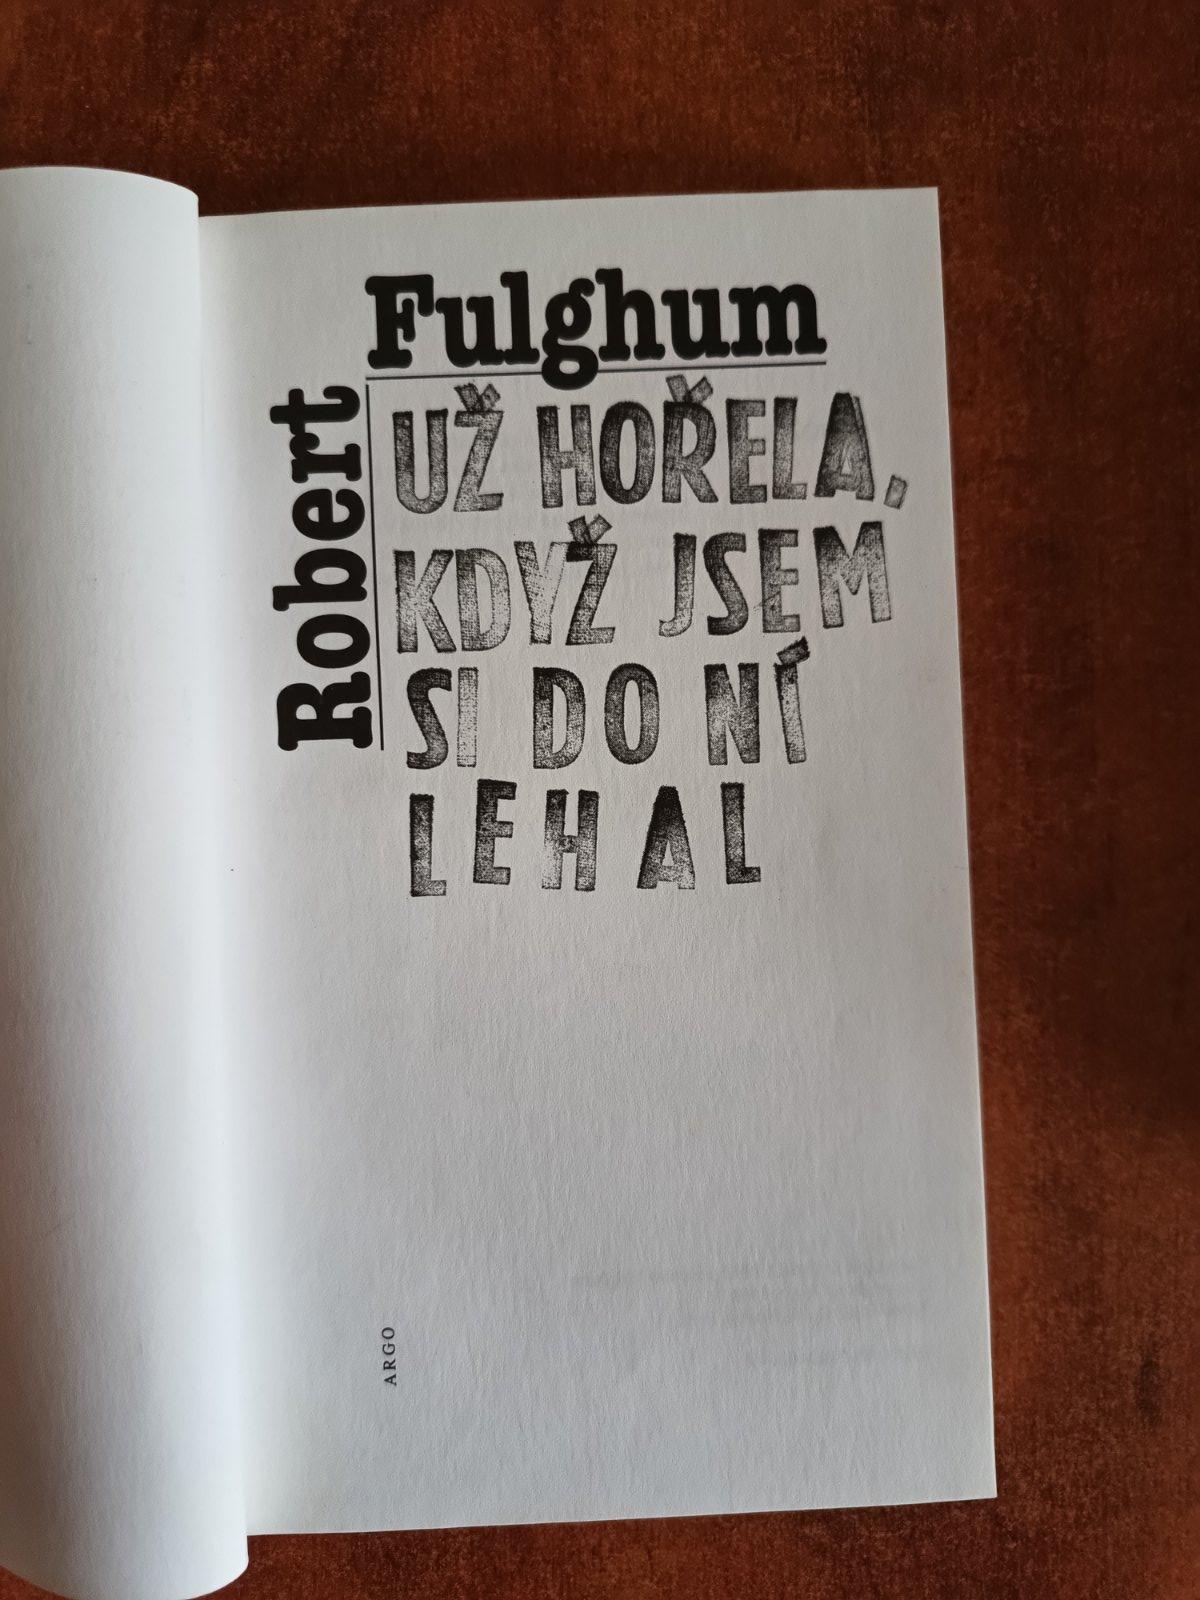 Robert
Fulghum
UŽ HOŘELA,
KDYŽ JSEM
SI DO NÍ
LEHAL
ARGO